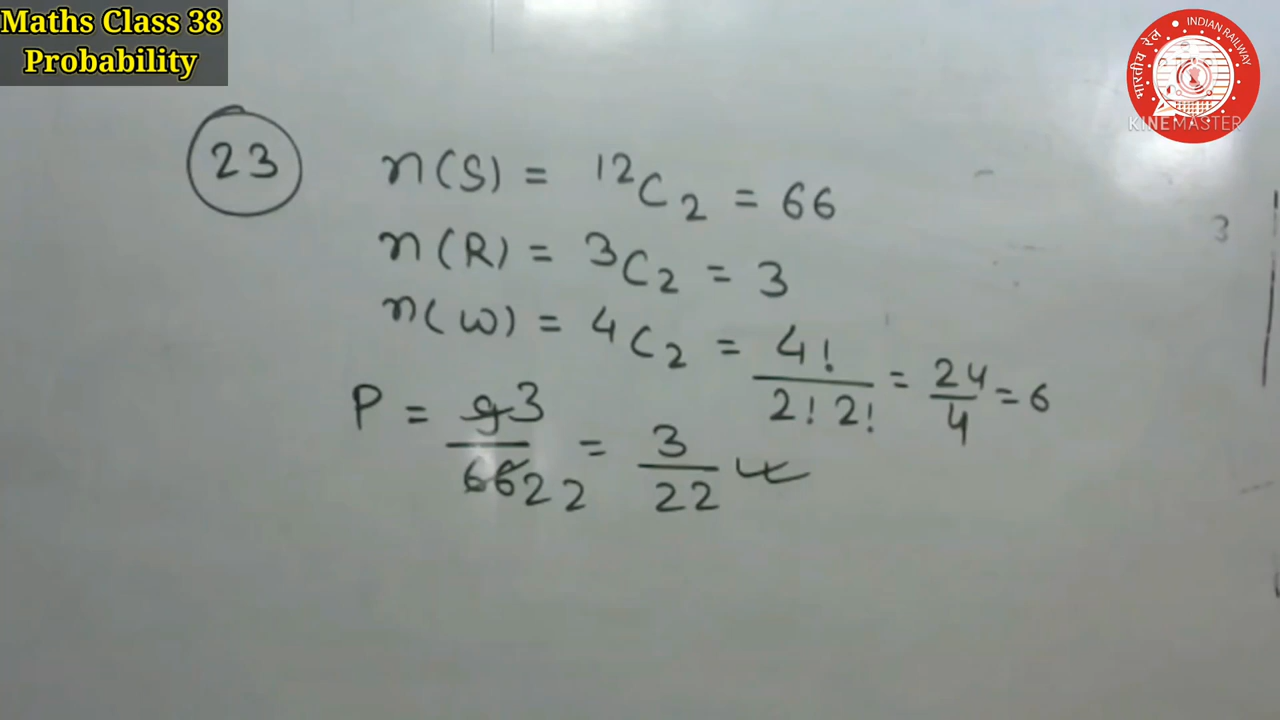 Maths Class 38
Probability
भारतीय रेल INDIAN RAILWAY
KINEMASTER
23
n(S) = 12C2 = 66
n(R) = 3C2 = 3
n(W) = 4C2 = 4!/2!2! = 24/4 = 6
P = 9 3/66 22 = 3/22
3